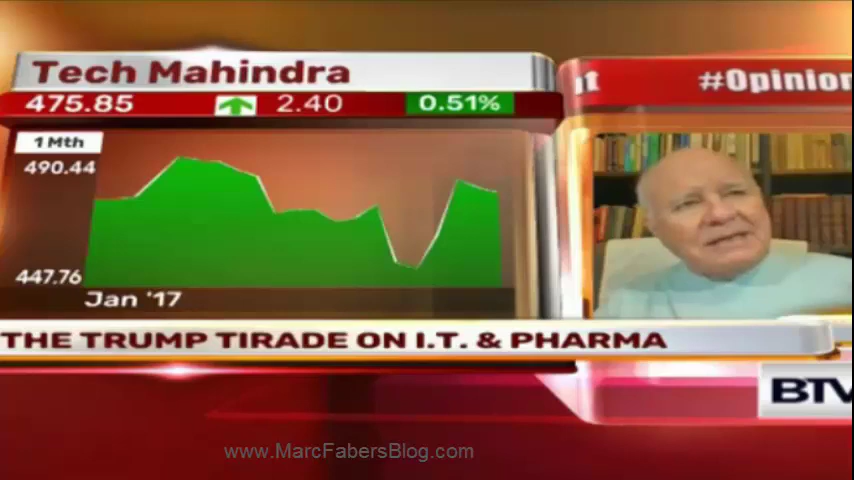 Tech Mahindra
475.85 2.40 0.51%
#Opinion
1 Mth
490.44
447.76
Jan '17
THE TRUMP TIRADE ON I.T. & PHARMA
BTV
www.MarcFabersBlog.com